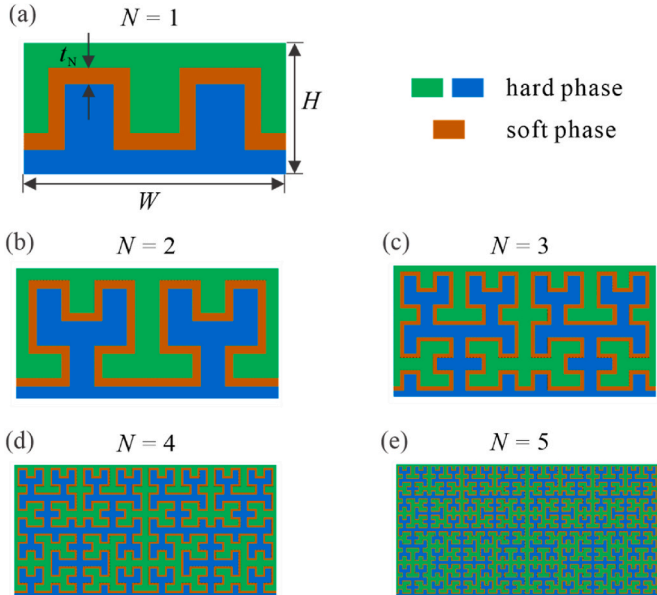 (a)
N = 1
t_N
H
W
hard phase
soft phase
(b)
N = 2
(c)
N = 3
(d)
N = 4
(e)
N = 5